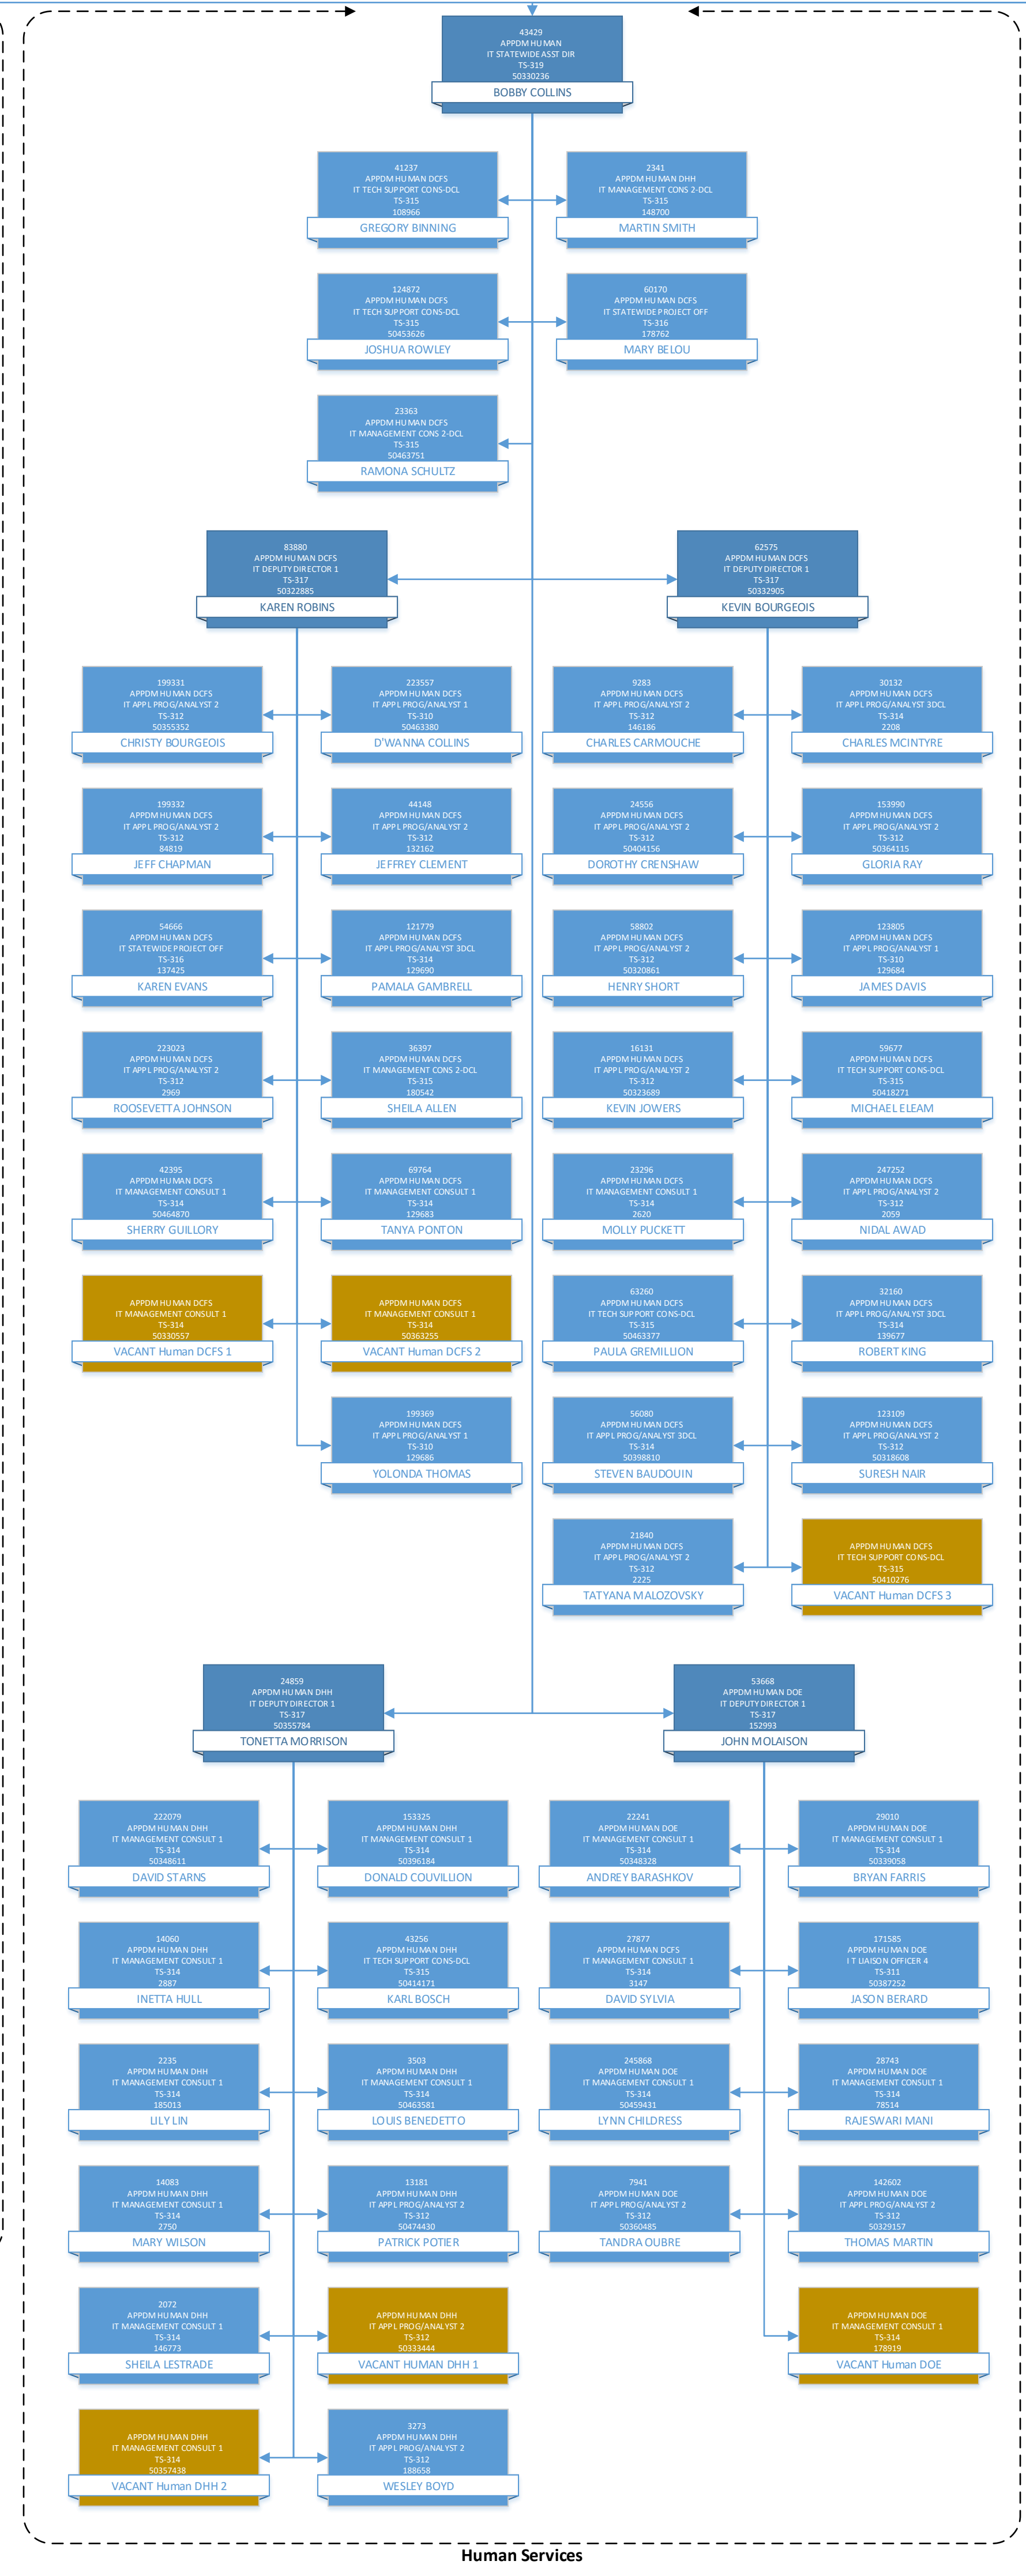 43429
APPDM HUMAN
IT STATEWIDE ASST DIR
TS-319
50330236
BOBBY COLLINS
41237
APPDM HUMAN DCFS
IT TECH SUPPORT CONS-DCL
TS-315
108966
GREGORY BINNING
2341
APPDM HUMAN DHH
IT MANAGEMENT CONS 2-DCL
TS-315
148700
MARTIN SMITH
124872
APPDM HUMAN DCFS
IT TECH SUPPORT CONS-DCL
TS-315
50453626
JOSHUA ROWLEY
60170
APPDM HUMAN DCFS
IT STATEWIDE PROJECT OFF
TS-316
178762
MARY BELOU
23363
APPDM HUMAN DCFS
IT MANAGEMENT CONS 2-DCL
TS-315
50463751
RAMONA SCHULTZ
83880
APPDM HUMAN DCFS
IT DEPUTY DIRECTOR 1
TS-317
50322885
KAREN ROBINS
62575
APPDM HUMAN DCFS
IT DEPUTY DIRECTOR 1
TS-317
50332905
KEVIN BOURGEOIS
199331
APPDM HUMAN DCFS
IT APPL PROG/ANALYST 2
TS-312
50355352
CHRISTY BOURGEOIS
223557
APPDM HUMAN DCFS
IT APPL PROG/ANALYST 1
TS-310
50463380
D'WANNA COLLINS
9283
APPDM HUMAN DCFS
IT APPL PROG/ANALYST 2
TS-312
146186
CHARLES CARMOUCHE
30132
APPDM HUMAN DCFS
IT APPL PROG/ANALYST 3DCL
TS-314
2208
CHARLES MCINTYRE
199332
APPDM HUMAN DCFS
IT APPL PROG/ANALYST 2
TS-312
84819
JEFF CHAPMAN
44148
APPDM HUMAN DCFS
IT APPL PROG/ANALYST 2
TS-312
132162
JEFFREY CLEMENT
24556
APPDM HUMAN DCFS
IT APPL PROG/ANALYST 2
TS-312
50404156
DOROTHY CRENSHAW
153990
APPDM HUMAN DCFS
IT APPL PROG/ANALYST 2
TS-312
50364115
GLORIA RAY
54666
APPDM HUMAN DCFS
IT STATEWIDE PROJECT OFF
TS-316
137425
KAREN EVANS
121779
APPDM HUMAN DCFS
IT APPL PROG/ANALYST 3DCL
TS-314
129690
PAMALA GAMBRELL
58802
APPDM HUMAN DCFS
IT APPL PROG/ANALYST 2
TS-312
50320861
HENRY SHORT
123805
APPDM HUMAN DCFS
IT APPL PROG/ANALYST 1
TS-310
129684
JAMES DAVIS
223023
APPDM HUMAN DCFS
IT APPL PROG/ANALYST 2
TS-312
2969
ROOSEVETTA JOHNSON
36397
APPDM HUMAN DCFS
IT MANAGEMENT CONS 2-DCL
TS-315
180542
SHEILA ALLEN
16131
APPDM HUMAN DCFS
IT APPL PROG/ANALYST 2
TS-312
50323689
KEVIN JOWERS
59677
APPDM HUMAN DCFS
IT TECH SUPPORT CONS-DCL
TS-315
50418271
MICHAEL ELEAM
42395
APPDM HUMAN DCFS
IT MANAGEMENT CONSULT 1
TS-314
50464870
SHERRY GUILLORY
69764
APPDM HUMAN DCFS
IT MANAGEMENT CONSULT 1
TS-314
129683
TANYA PONTON
23296
APPDM HUMAN DCFS
IT MANAGEMENT CONSULT 1
TS-314
2620
MOLLY PUCKETT
247252
APPDM HUMAN DCFS
IT APPL PROG/ANALYST 2
TS-312
2059
NIDAL AWAD
APPDM HUMAN DCFS
IT MANAGEMENT CONSULT 1
TS-314
50330557
VACANT Human DCFS 1
APPDM HUMAN DCFS
IT MANAGEMENT CONSULT 1
TS-314
50363255
VACANT Human DCFS 2
63260
APPDM HUMAN DCFS
IT TECH SUPPORT CONS-DCL
TS-315
50463377
PAULA GREMILLION
32160
APPDM HUMAN DCFS
IT APPL PROG/ANALYST 3DCL
TS-314
139677
ROBERT KING
199369
APPDM HUMAN DCFS
IT APPL PROG/ANALYST 1
TS-310
129686
YOLONDA THOMAS
56080
APPDM HUMAN DCFS
IT APPL PROG/ANALYST 3DCL
TS-314
50398810
STEVEN BAUDOUIN
123109
APPDM HUMAN DCFS
IT APPL PROG/ANALYST 2
TS-312
50318608
SURESH NAIR
21840
APPDM HUMAN DCFS
IT APPL PROG/ANALYST 2
TS-312
2225
TATYANA MALOZOVSKY
APPDM HUMAN DCFS
IT TECH SUPPORT CONS-DCL
TS-315
50410276
VACANT Human DCFS 3
24859
APPDM HUMAN DHH
IT DEPUTY DIRECTOR 1
TS-317
50355784
TONETTA MORRISON
53668
APPDM HUMAN DOE
IT DEPUTY DIRECTOR 1
TS-317
152993
JOHN MOLAISON
222079
APPDM HUMAN DHH
IT MANAGEMENT CONSULT 1
TS-314
50348611
DAVID STARNS
153325
APPDM HUMAN DHH
IT MANAGEMENT CONSULT 1
TS-314
50396184
DONALD COUVILLION
22241
APPDM HUMAN DOE
IT MANAGEMENT CONSULT 1
TS-314
50348328
ANDREY BARASHKOV
29010
APPDM HUMAN DOE
IT MANAGEMENT CONSULT 1
TS-314
50339058
BRYAN FARRIS
14060
APPDM HUMAN DHH
IT MANAGEMENT CONSULT 1
TS-314
2887
INETTA HULL
43256
APPDM HUMAN DHH
IT TECH SUPPORT CONS-DCL
TS-315
50414171
KARL BOSCH
27877
APPDM HUMAN DCFS
IT MANAGEMENT CONSULT 1
TS-314
3147
DAVID SYLVIA
171585
APPDM HUMAN DOE
I T LIAISON OFFICER 4
TS-311
50387252
JASON BERARD
2235
APPDM HUMAN DHH
IT MANAGEMENT CONSULT 1
TS-314
185013
LILY LIN
3503
APPDM HUMAN DHH
IT MANAGEMENT CONSULT 1
TS-314
50463581
LOUIS BENEDETTO
245868
APPDM HUMAN DOE
IT MANAGEMENT CONSULT 1
TS-314
50459431
LYNN CHILDRESS
28743
APPDM HUMAN DOE
IT MANAGEMENT CONSULT 1
TS-314
78514
RAJESWARI MANI
14083
APPDM HUMAN DHH
IT MANAGEMENT CONSULT 1
TS-314
2750
MARY WILSON
13181
APPDM HUMAN DHH
IT APPL PROG/ANALYST 2
TS-312
50474430
PATRICK POTIER
7941
APPDM HUMAN DOE
IT APPL PROG/ANALYST 2
TS-312
50360485
TANDRA OUBRE
142602
APPDM HUMAN DOE
IT APPL PROG/ANALYST 2
TS-312
50329157
THOMAS MARTIN
2072
APPDM HUMAN DHH
IT MANAGEMENT CONSULT 1
TS-314
146773
SHEILA LESTRADE
APPDM HUMAN DHH
IT APPL PROG/ANALYST 2
TS-312
50333444
VACANT HUMAN DHH 1
APPDM HUMAN DOE
IT MANAGEMENT CONSULT 1
TS-314
178919
VACANT Human DOE
APPDM HUMAN DHH
IT MANAGEMENT CONSULT 1
TS-314
50357438
VACANT Human DHH 2
3273
APPDM HUMAN DHH
IT APPL PROG/ANALYST 2
TS-312
188658
WESLEY BOYD
Human Services